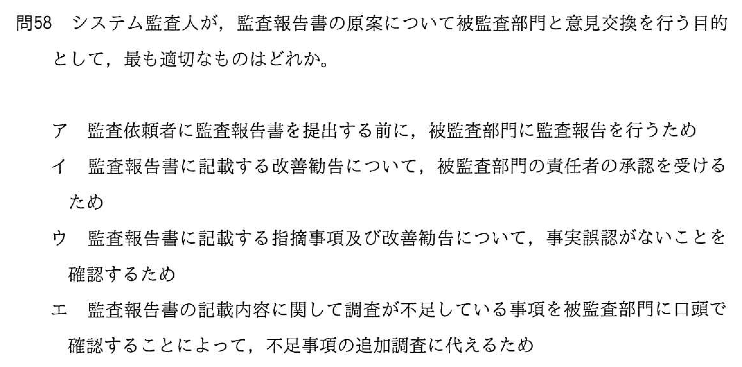 問58　システム監査人が，監査報告書の原案について被監査部門と意見交換を行う目的
として，最も適切なものはどれか。
ア　監査依頼者に監査報告書を提出する前に，被監査部門に監査報告を行うため
イ　監査報告書に記載する改善勧告について，被監査部門の責任者の承認を受ける
ため
ウ　監査報告書に記載する指摘事項及び改善勧告について，事実誤認がないことを
確認するため
エ　監査報告書の記載内容に関して調査が不足している事項を被監査部門に口頭で
確認することによって，不足事項の追加調査に代えるため